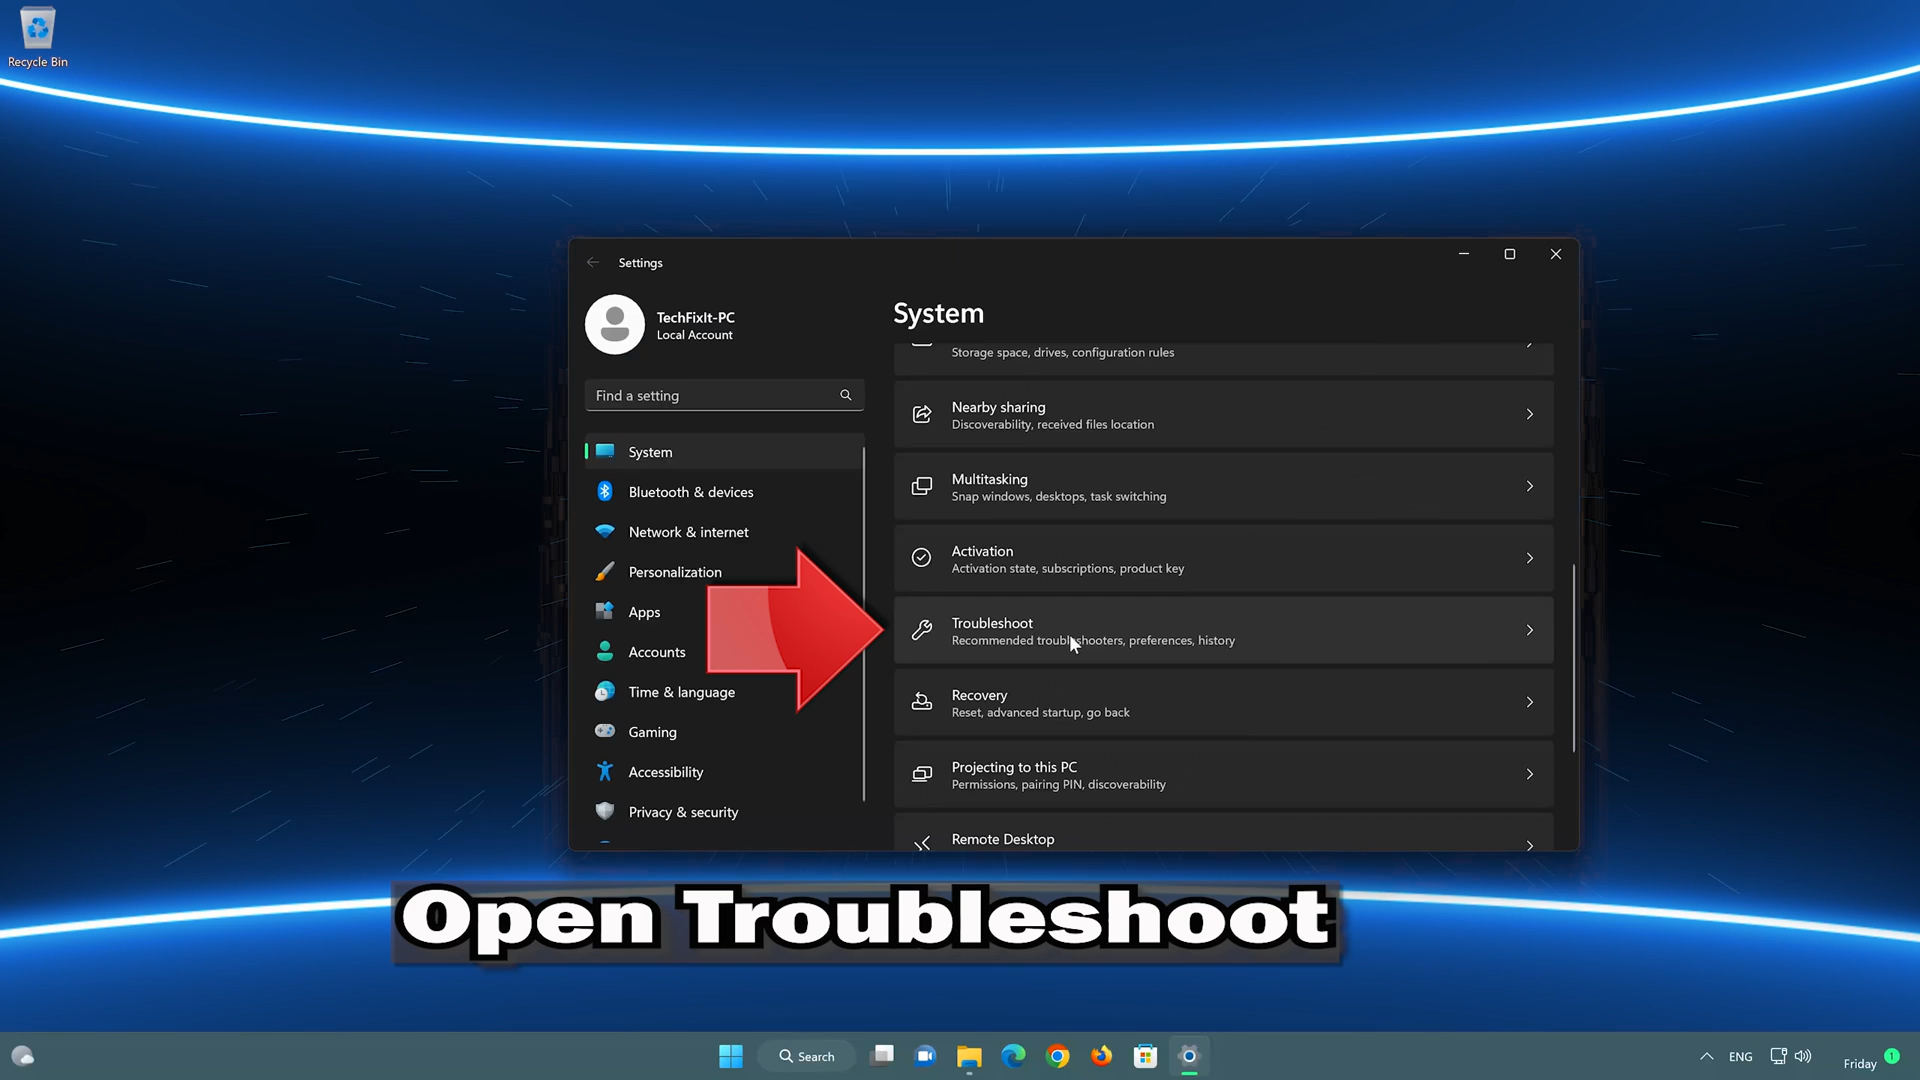 Recycle Bin
Settings
TechFixIt-PC
Local Account
Find a setting
System
Bluetooth & devices
Network & internet
Personalization
Apps
Accounts
Time & language
Gaming
Accessibility
Privacy & security
System
Storage space, drives, configuration rules
Nearby sharing
Discoverability, received files location
Multitasking
Snap windows, desktops, task switching
Activation
Activation state, subscriptions, product key
Troubleshoot
Recommended troubleshooters, preferences, history
Recovery
Reset, advanced startup, go back
Projecting to this PC
Permissions, pairing PIN, discoverability
Remote Desktop
Open Troubleshoot
Search
ENG
Friday
1